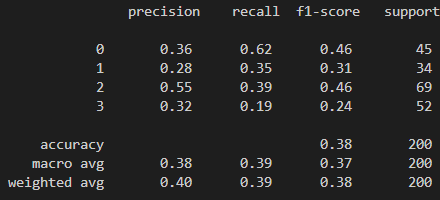 precision recall f1-score support
0 0.36 0.62 0.46 45
1 0.28 0.35 0.31 34
2 0.55 0.39 0.46 69
3 0.32 0.19 0.24 52
accuracy 0.38 200
macro avg 0.38 0.39 0.37 200
weighted avg 0.40 0.39 0.38 200